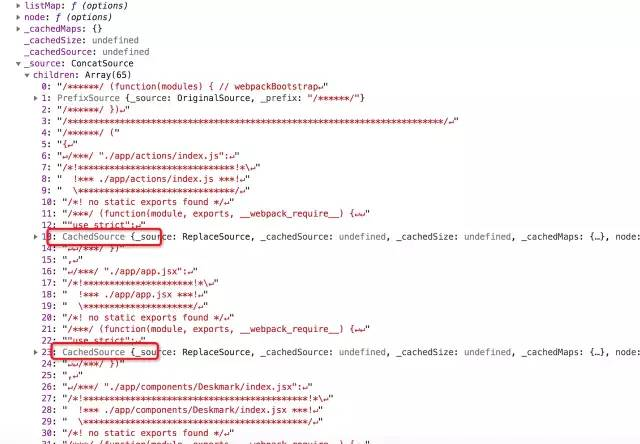 listMap: ƒ (options)
node: ƒ (options)
_cachedMaps: {}
_cachedSize: undefined
_cachedSource: undefined
_source: ConcatSource
children: Array(65)
0: "/******/ (function(modules) { // webpackBootstrap↵"
1: PrefixSource {_source: OriginalSource, _prefix: "/******/"}
2: "/******/ })↵"
3: "/************************************************************************/↵"
4: "/******/ ("
5: "{↵"
6: "↵/***/ "./app/actions/index.js":↵"
7: "/*!******************************!*\↵"
8: "  !*** ./app/actions/index.js ***!↵"
9: "  \******************************/↵"
10: "/*! no static exports found */↵"
11: "/***/ (function(module, exports, __webpack_require__) {↵"
12: ""use strict";↵"
13: CachedSource {_source: ReplaceSource, _cachedSource: undefined, _cachedSize: undefined, _cachedMaps: {…}, node:
14: "↵↵/***/ })"
15: ",↵"
16: "↵/***/ "./app/app.jsx":↵"
17: "/*!*********************!*\↵"
18: "  !*** ./app/app.jsx ***!↵"
19: "  \*********************/↵"
20: "/*! no static exports found */↵"
21: "/***/ (function(module, exports, __webpack_require__) {↵"
22: ""use strict";↵"
23: CachedSource {_source: ReplaceSource, _cachedSource: undefined, _cachedSize: undefined, _cachedMaps: {…}, node:
24: "↵↵/***/ })"
25: ",↵"
26: "↵/***/ "./app/components/Deskmark/index.jsx":↵"
27: "/*!*******************************************!*\↵"
28: "  !*** ./app/components/Deskmark/index.jsx ***!↵"
29: "  \*******************************************/↵"
30: "/*! no static exports found */↵"
31: "/***/ (function(module, exports, __webpack_require__) {↵"